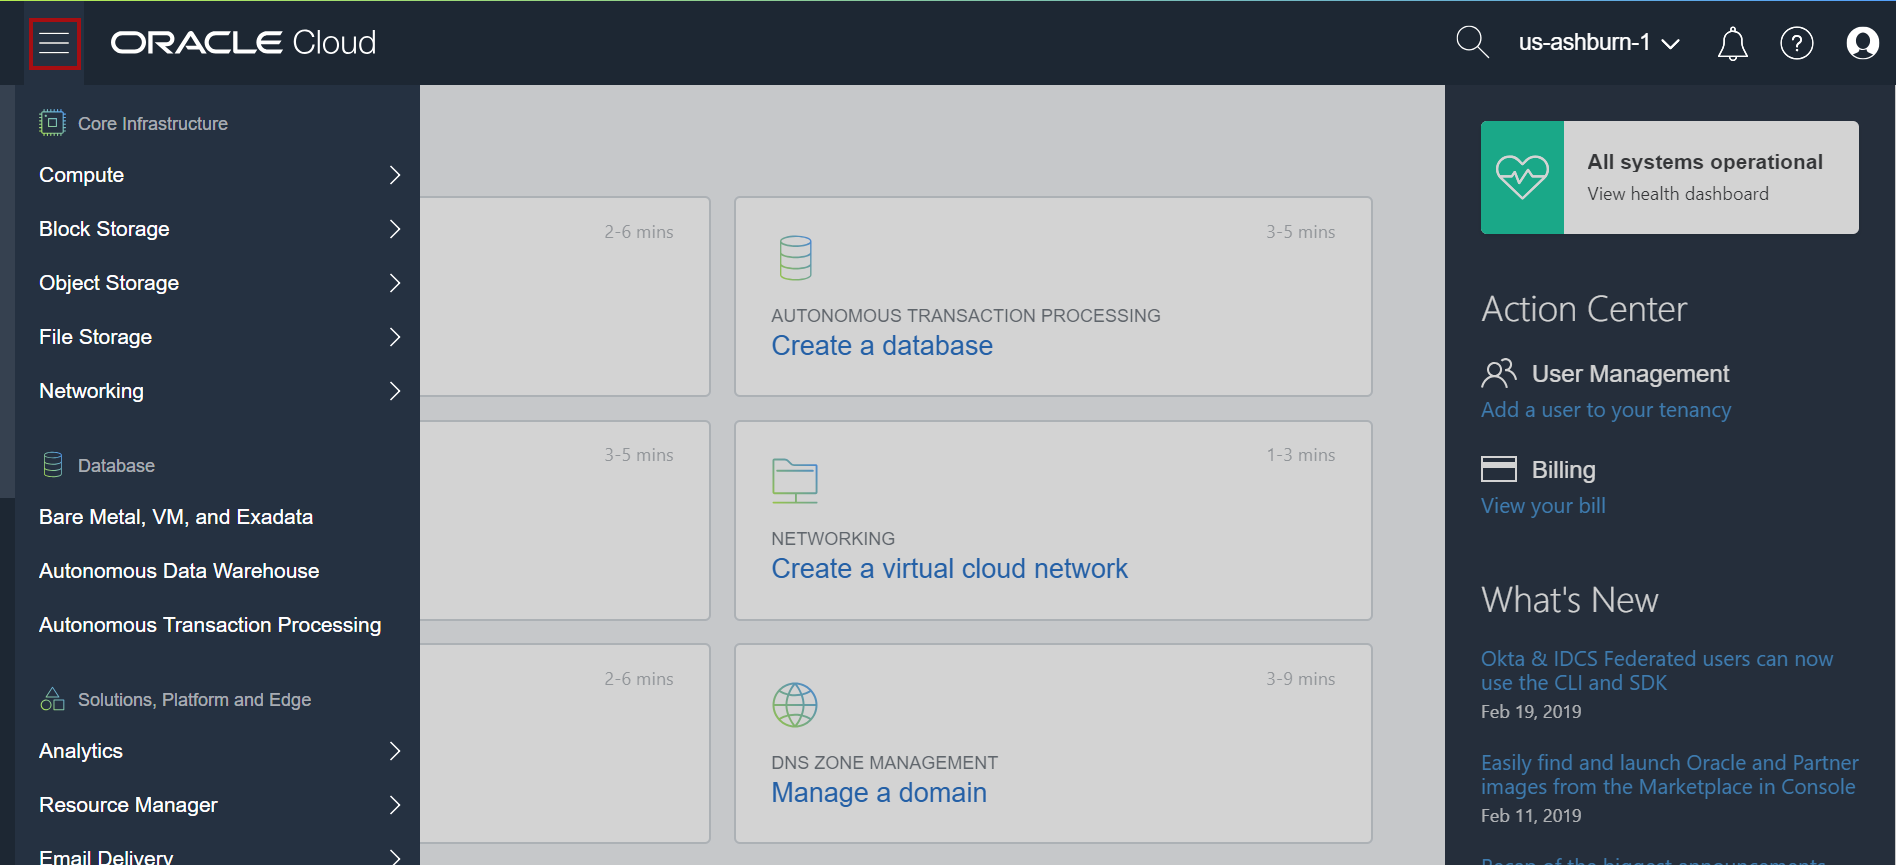 ORACLE Cloud
us-ashburn-1
?
Core Infrastructure
Compute
Block Storage
Object Storage
File Storage
Networking
Database
Bare Metal, VM, and Exadata
Autonomous Data Warehouse
Autonomous Transaction Processing
Solutions, Platform and Edge
Analytics
Resource Manager
Email Delivery
2-6 mins
3-5 mins
AUTONOMOUS TRANSACTION PROCESSING
Create a database
3-5 mins
1-3 mins
NETWORKING
Create a virtual cloud network
2-6 mins
3-9 mins
DNS ZONE MANAGEMENT
Manage a domain
All systems operational
View health dashboard
Action Center
User Management
Add a user to your tenancy
Billing
View your bill
What's New
Okta & IDCS Federated users can now
use the CLI and SDK
Feb 19, 2019
Easily find and launch Oracle and Partner
images from the Marketplace in Console
Feb 11, 2019
Recap of the biggest announcements